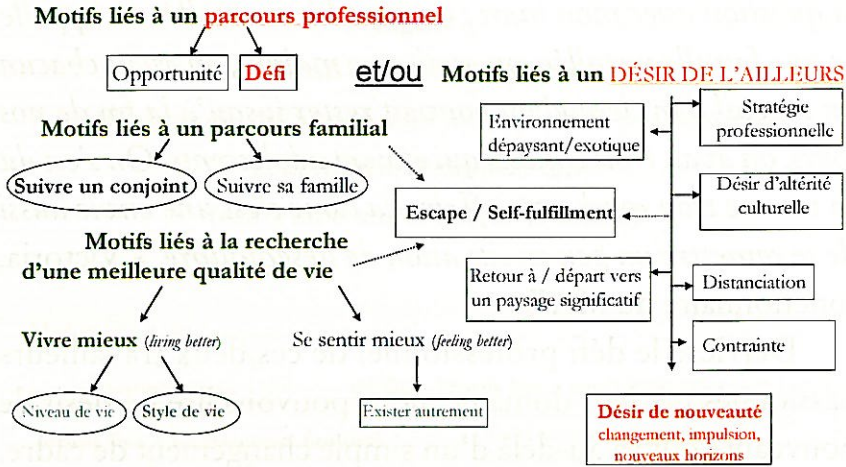 Motifs liés à un parcours professionnel
Opportunité
Défi
et/ou
Motifs liés à un DÉSIR DE L'AILLEURS
Motifs liés à un parcours familial
Suivre un conjoint
Suivre sa famille
Environnement
dépaysant/exotique
Stratégie
professionnelle
Escape / Self-fulfillment
Désir d'altérité
culturelle
Motifs liés à la recherche
d'une meilleure qualité de vie
Retour à / départ vers
un paysage significatif
Distanciation
Contrainte
Vivre mieux (living better)
Se sentir mieux (feeling better)
Niveau de vie
Style de vie
Exister autrement
Désir de nouveauté
changement, impulsion,
nouveaux horizons